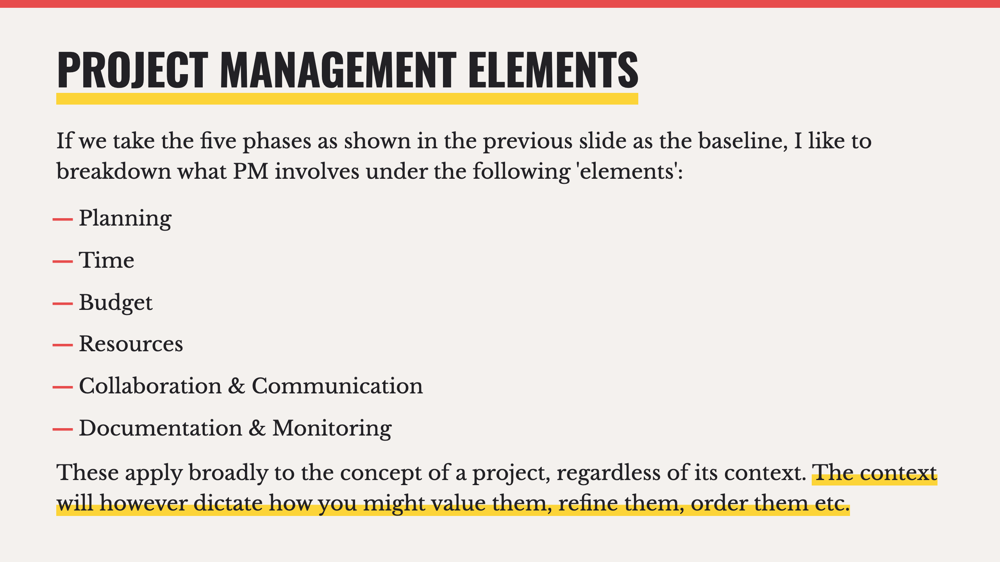 PROJECT MANAGEMENT ELEMENTS
If we take the five phases as shown in the previous slide as the baseline, I like to
breakdown what PM involves under the following 'elements':
— Planning
— Time
— Budget
— Resources
— Collaboration & Communication
— Documentation & Monitoring
These apply broadly to the concept of a project, regardless of its context. The context
will however dictate how you might value them, refine them, order them etc.